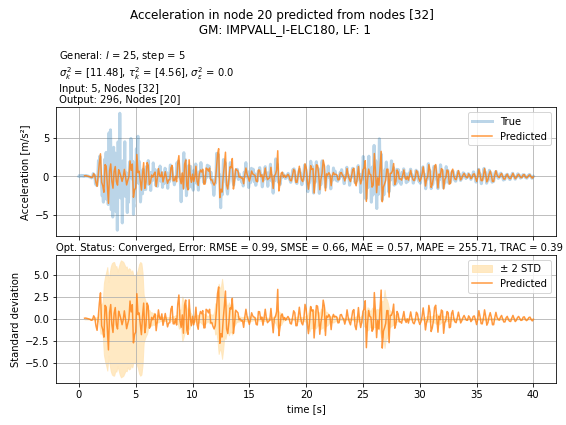 Acceleration in node 20 predicted from nodes [32]
GM: IMPVALL_I-ELC180, LF: 1
General: l = 25, step = 5
σ_k^2 = [11.48], τ_k^2 = [4.56], σ_ε^2 = 0.0
Input: 5, Nodes [32]
Output: 296, Nodes [20]
Acceleration [m/s²]
5
0
−5
True
Predicted
Opt. Status: Converged, Error: RMSE = 0.99, SMSE = 0.66, MAE = 0.57, MAPE = 255.71, TRAC = 0.39
Standard deviation
5.0
2.5
0.0
−2.5
−5.0
± 2 STD
Predicted
0 5 10 15 20 25 30 35 40
time [s]